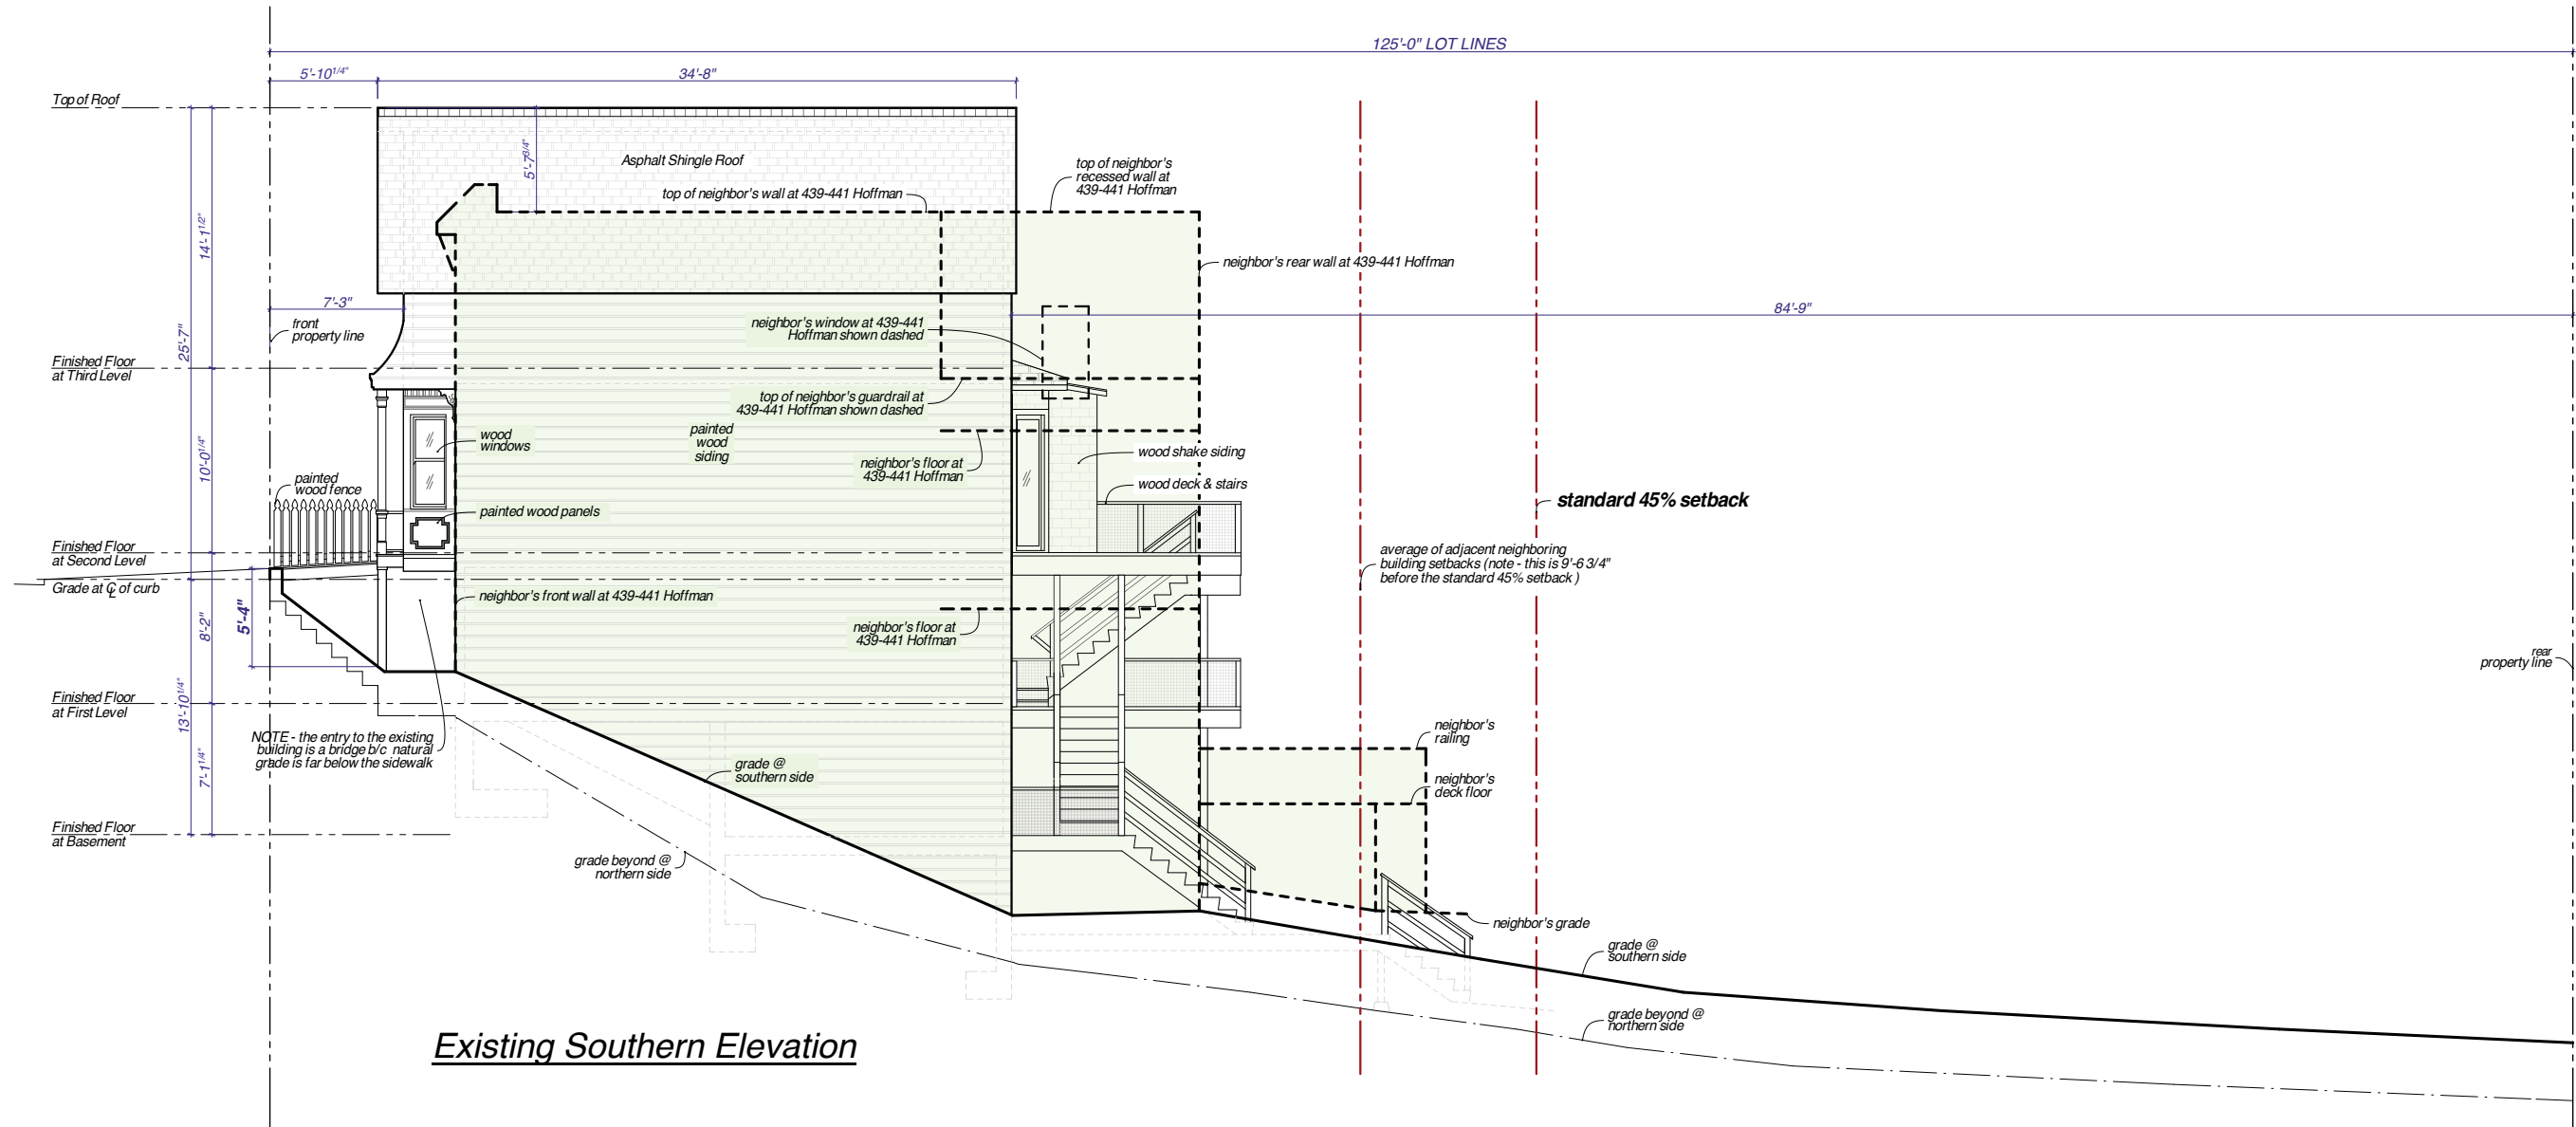 125'-0" LOT LINES
5'-10 1/4"
34'-8"
Top of Roof
5'-7 3/4"
Asphalt Shingle Roof
top of neighbor's
recessed wall at
439-441 Hoffman
top of neighbor's wall at 439-441 Hoffman
14'-1 1/2"
neighbor's rear wall at 439-441 Hoffman
7'-3"
84'-9"
front
property line
neighbor's window at 439-441
Hoffman shown dashed
25'-7"
Finished Floor
at Third Level
top of neighbor's guardrail at
439-441 Hoffman shown dashed
painted
wood
siding
wood
windows
10'-0 1/4"
neighbor's floor at
439-441 Hoffman
wood shake siding
painted
wood fence
wood deck & stairs
standard 45% setback
painted wood panels
Finished Floor
at Second Level
average of adjacent neighboring
building setbacks (note - this is 9'-6 3/4"
before the standard 45% setback )
Grade at ℄ of curb
neighbor's front wall at 439-441 Hoffman
5'-4"
8'-2"
neighbor's floor at
439-441 Hoffman
rear
property line
Finished Floor
at First Level
13'-10 1/4"
neighbor's
railing
NOTE - the entry to the existing
building is a bridge b/c natural
grade is far below the sidewalk
grade @
southern side
7'-1 1/4"
neighbor's
deck floor
Finished Floor
at Basement
grade beyond @
northern side
neighbor's grade
grade @
southern side
grade beyond @
northern side
Existing Southern Elevation